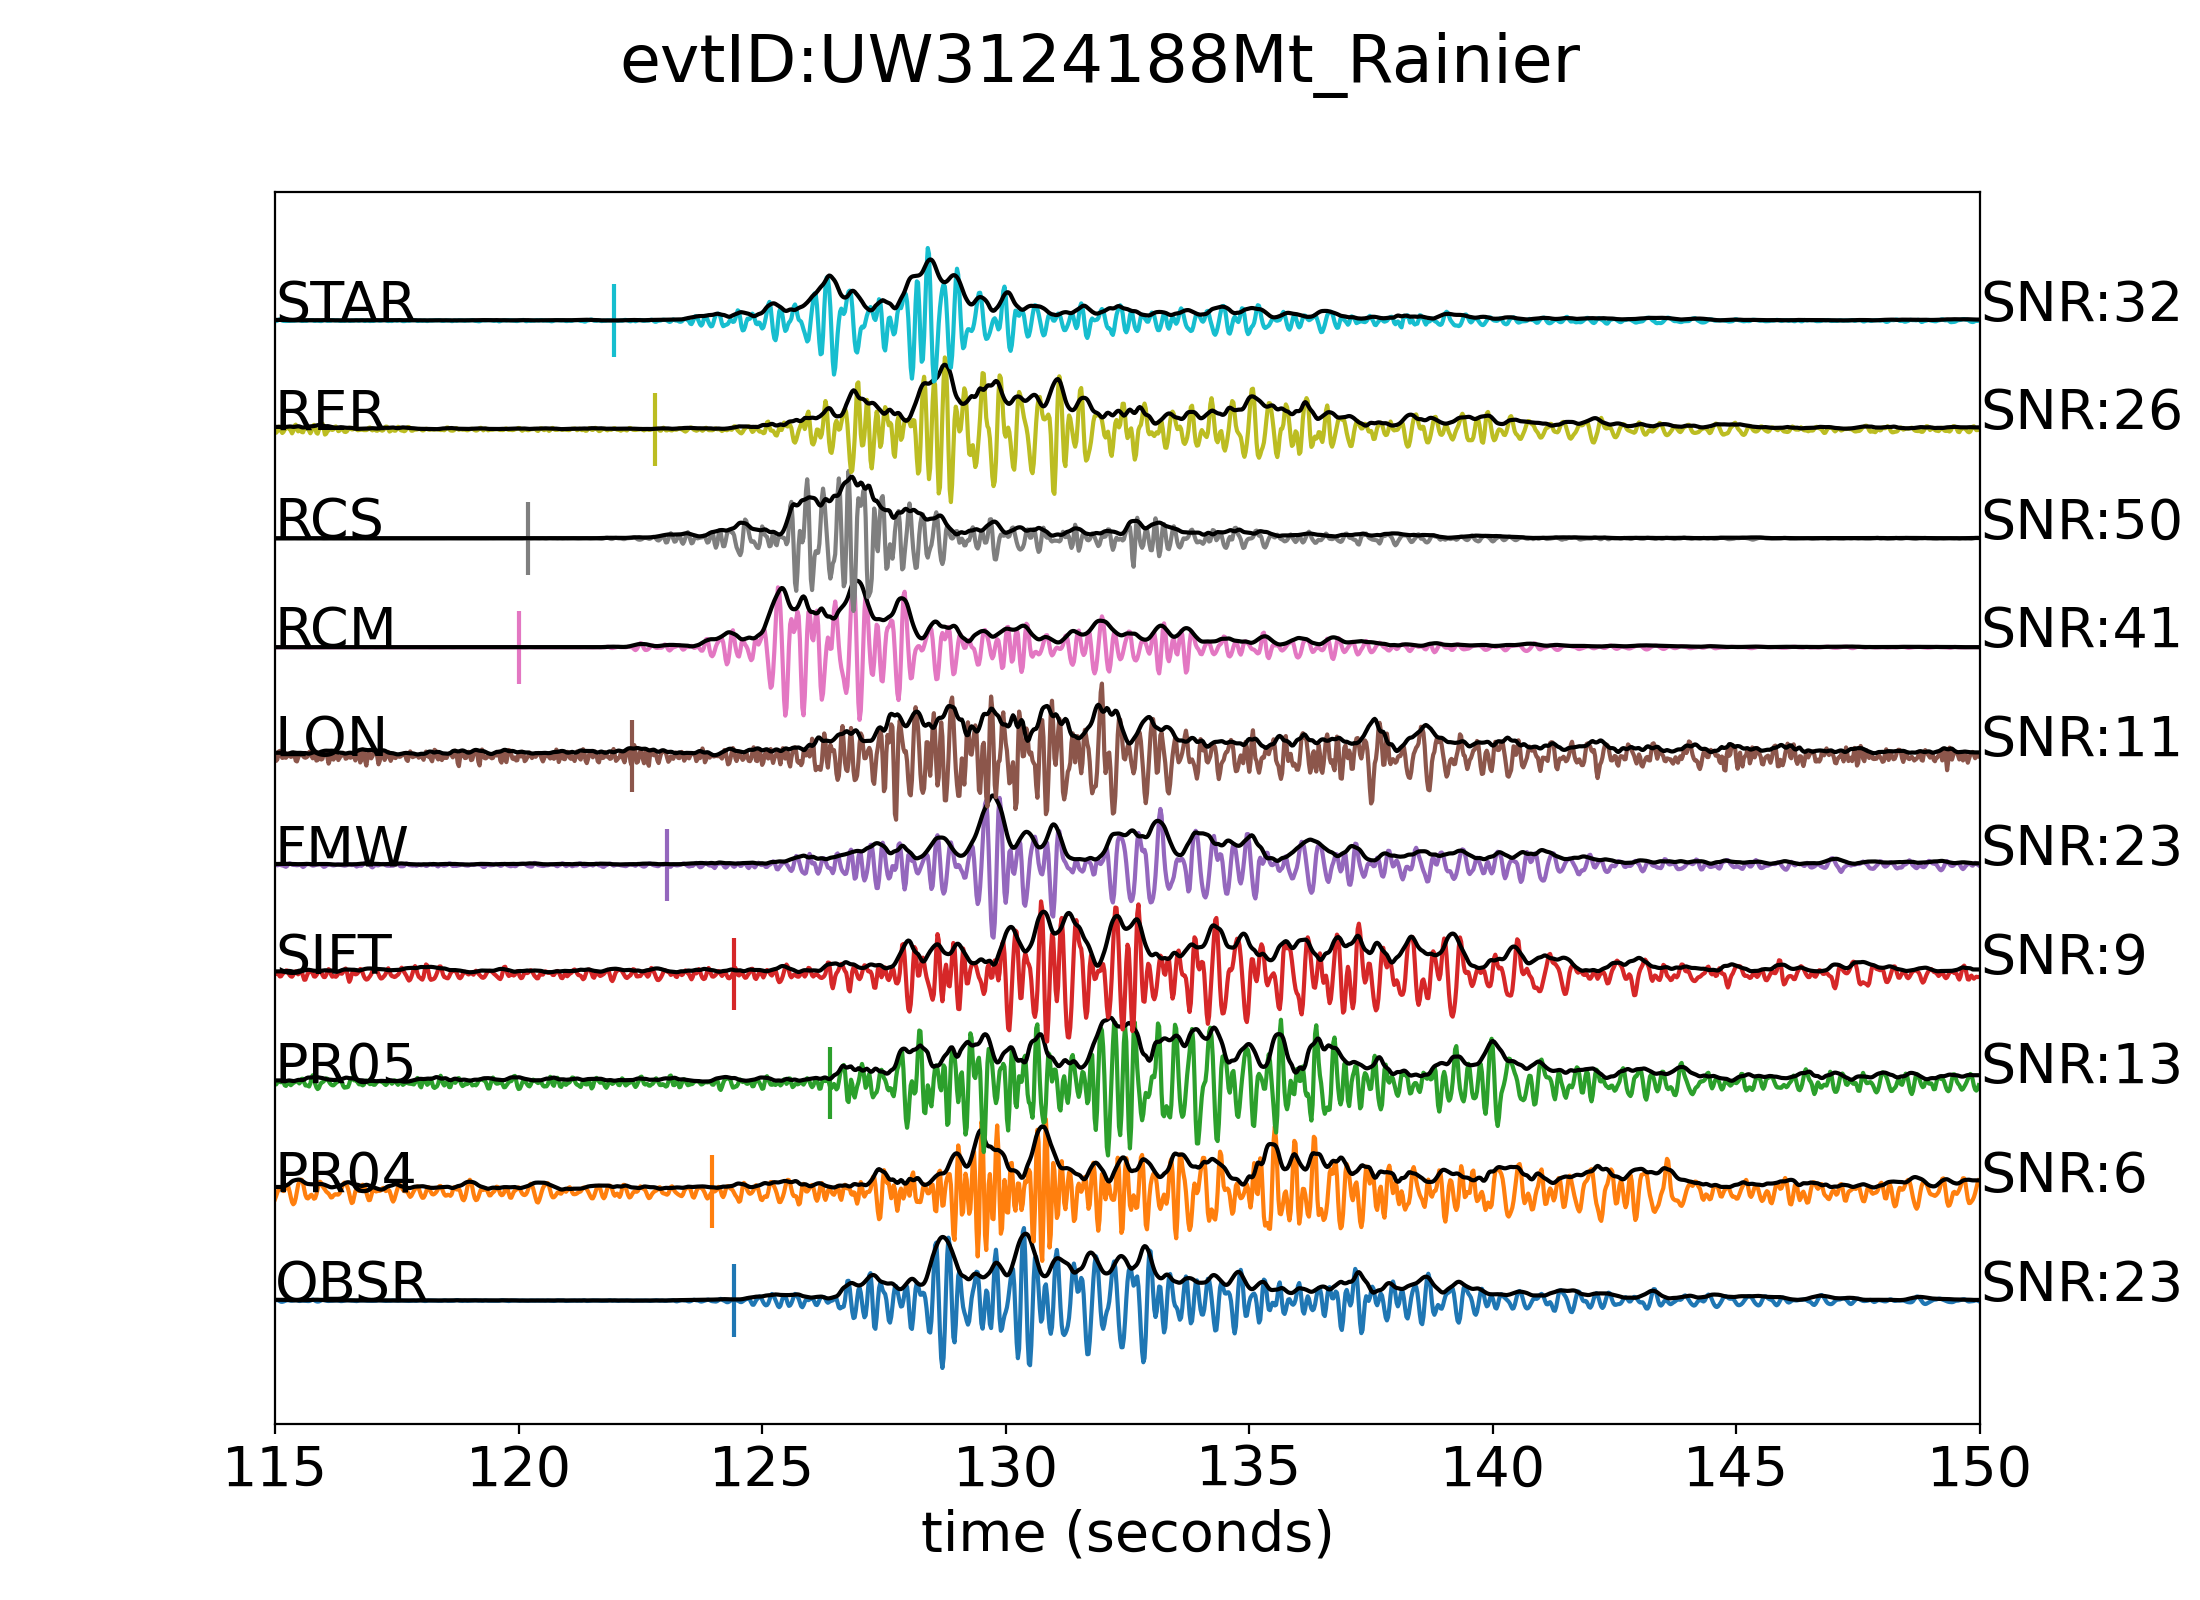 evtID:UW3124188Mt_Rainier
STAR SNR:32
RER SNR:26
RCS SNR:50
RCM SNR:41
LON SNR:11
FMW SNR:23
SIFT SNR:9
PR05 SNR:13
PR04 SNR:6
OBSR SNR:23
115 120 125 130 135 140 145 150
time (seconds)